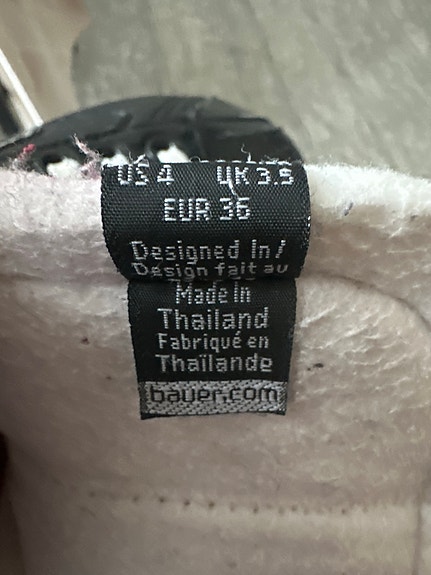 US 4 UK 3.5
EUR 36
Designed In/
Design fait au
Made In
Thailand
Fabriqué en
Thaïlande
bauer.com